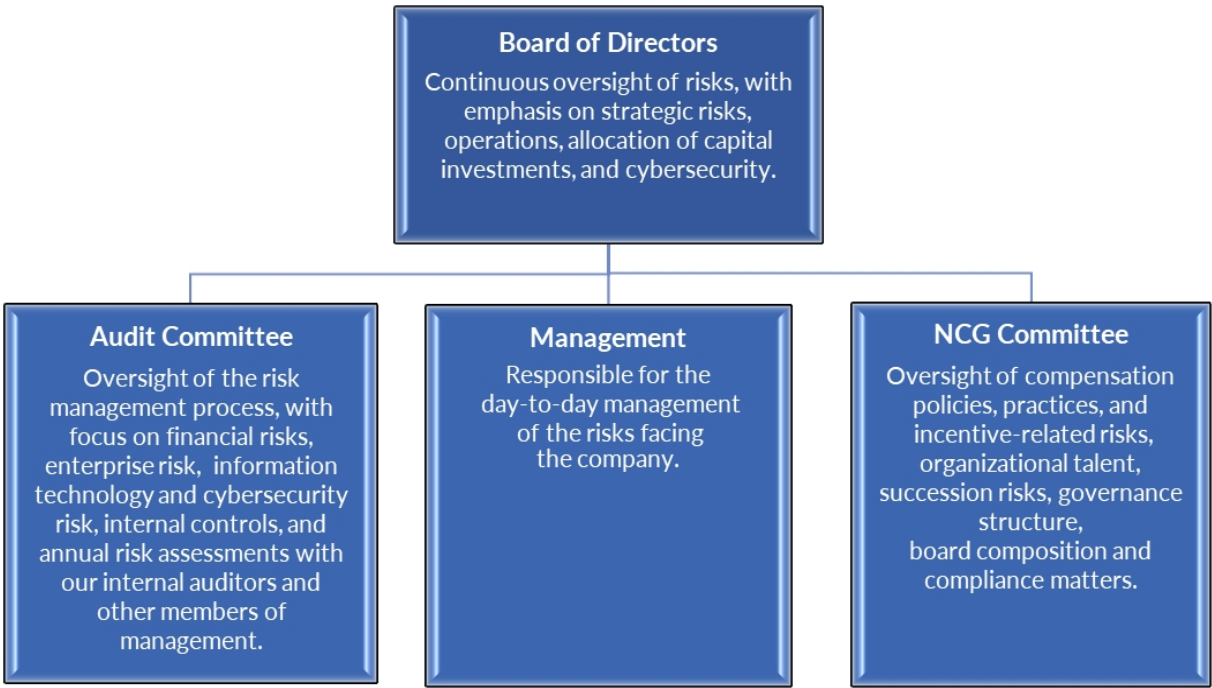 Board of Directors
Continuous oversight of risks, with
emphasis on strategic risks,
operations, allocation of capital
investments, and cybersecurity.
Audit Committee
Oversight of the risk
management process, with
focus on financial risks,
enterprise risk, information
technology and cybersecurity
risk, internal controls, and
annual risk assessments with
our internal auditors and
other members of
management.
Management
Responsible for the
day-to-day management
of the risks facing
the company.
NCG Committee
Oversight of compensation
policies, practices, and
incentive-related risks,
organizational talent,
succession risks, governance
structure,
board composition and
compliance matters.